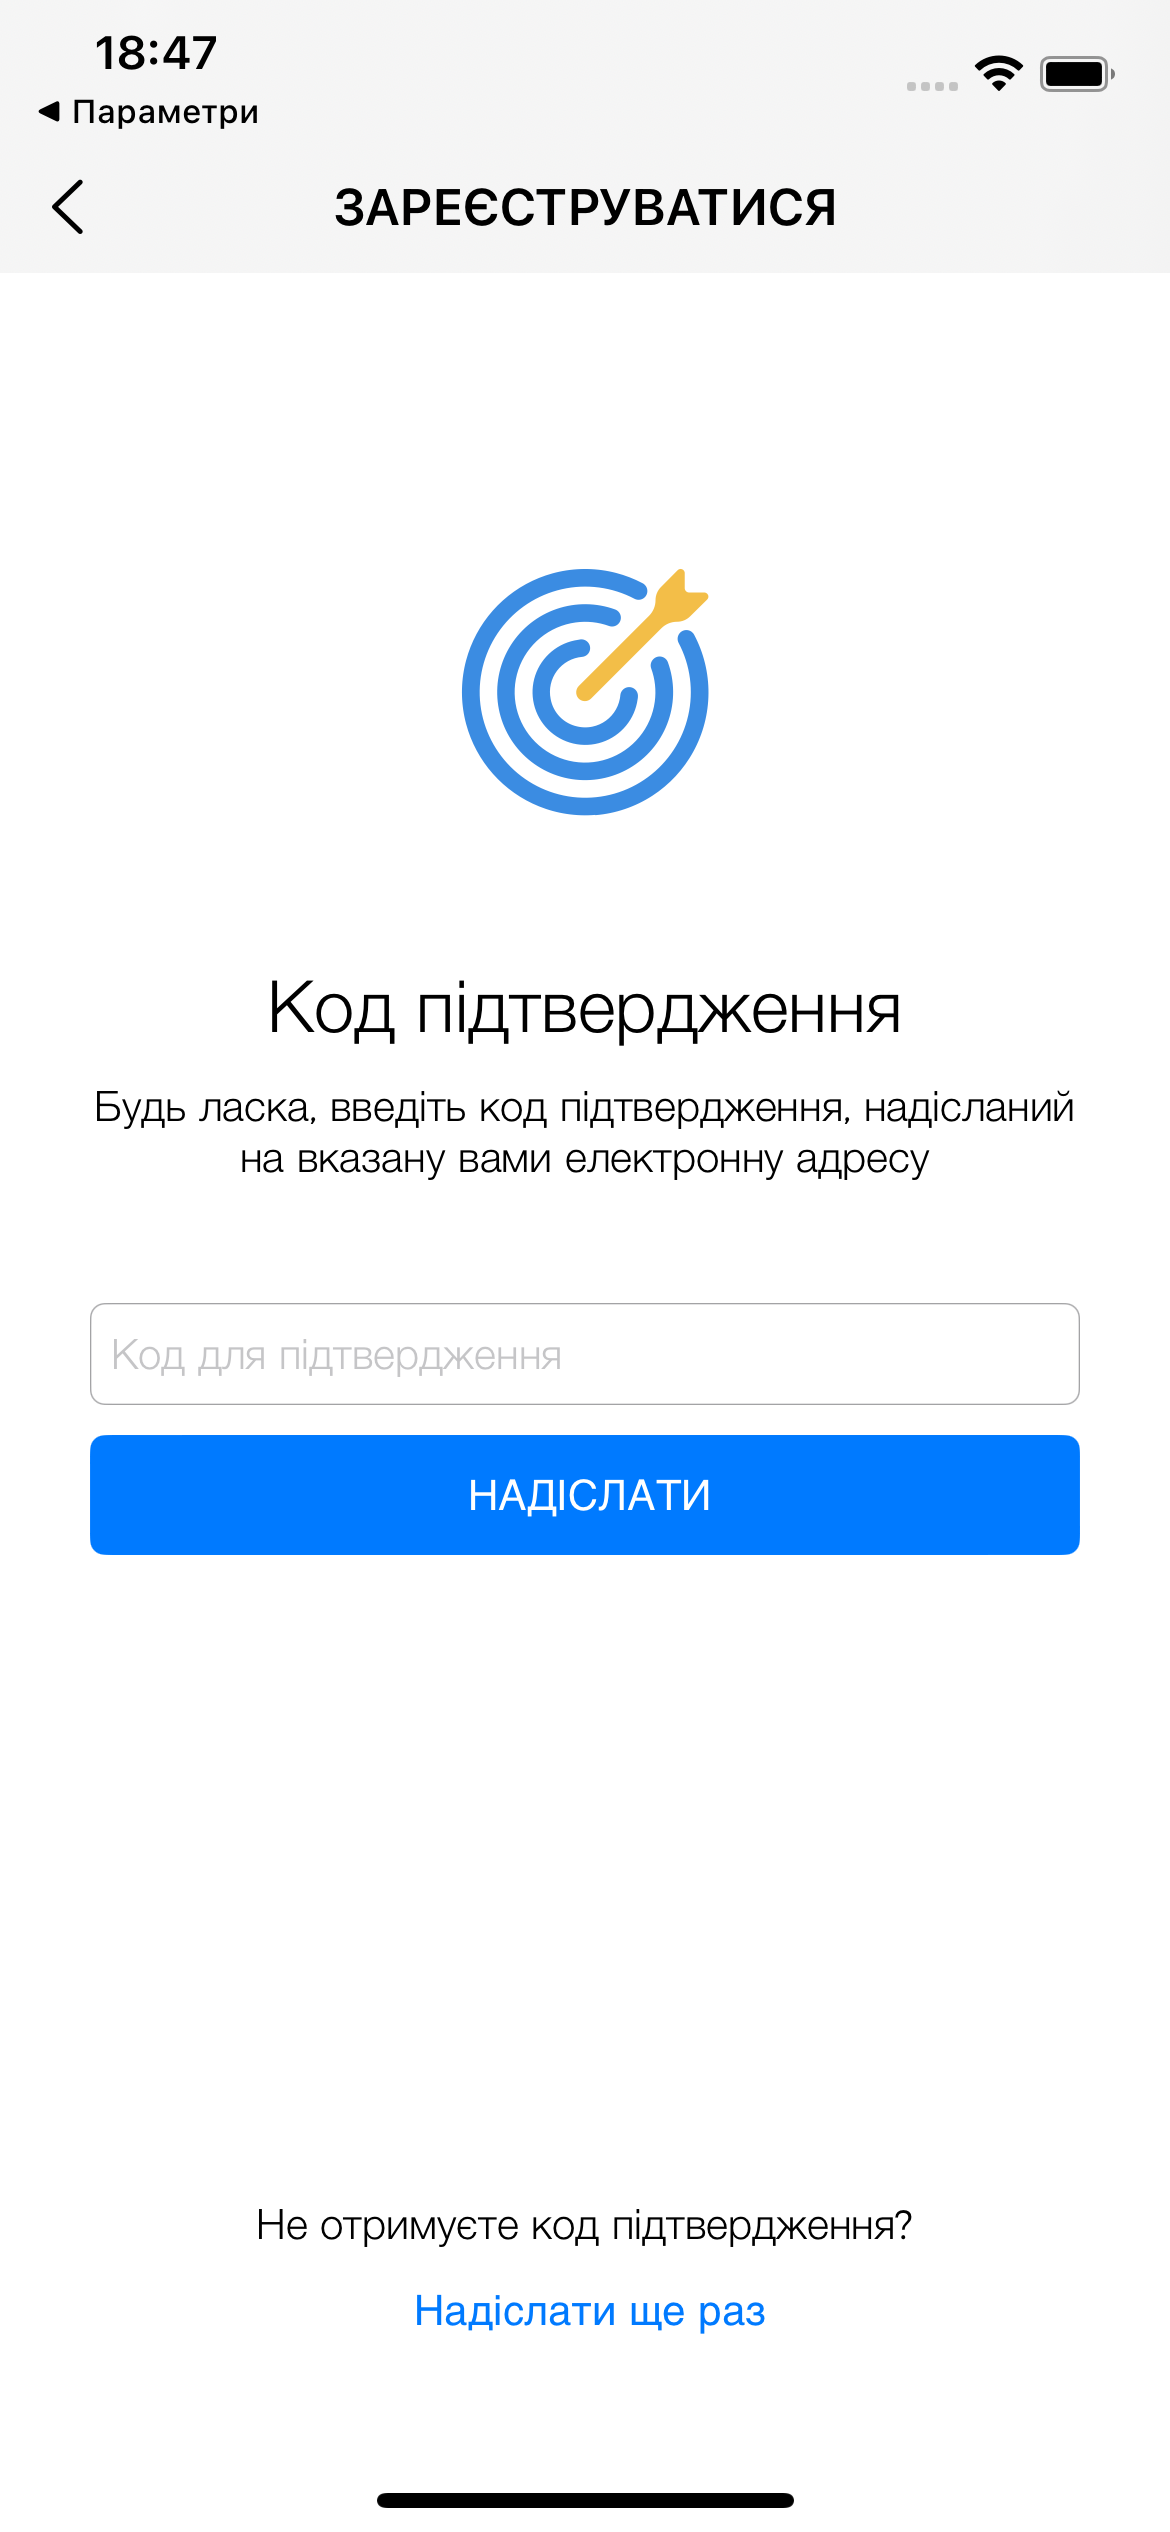 18:47
Параметри
ЗАРЕЄСТРУВАТИСЯ
Код підтвердження
Будь ласка, введіть код підтвердження, надісланий
на вказану вами електронну адресу
Код для підтвердження
НАДІСЛАТИ
Не отримуєте код підтвердження?
Надіслати ще раз